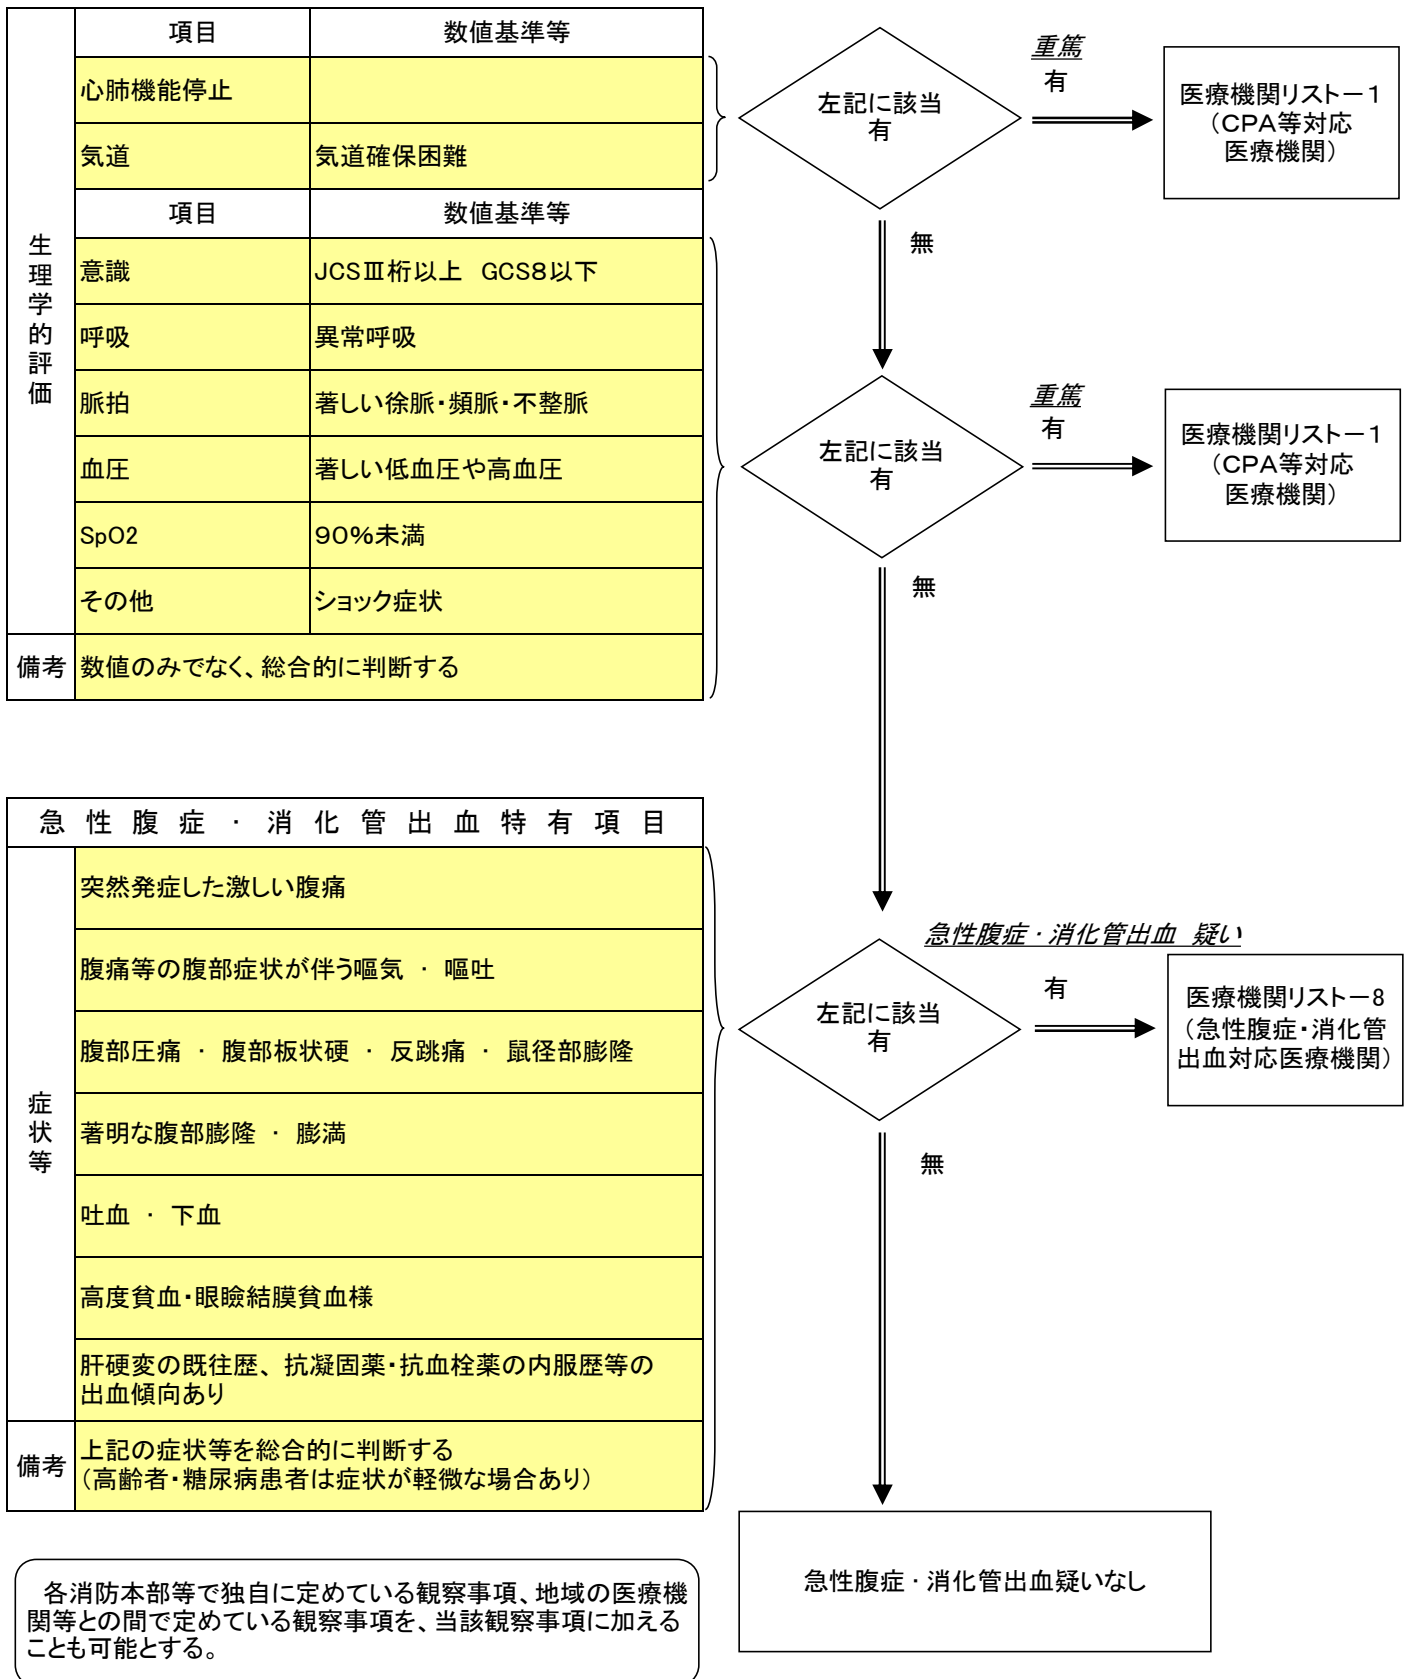 項目 数値基準等
心肺機能停止
気道 気道確保困難
項目 数値基準等
生理学的評価
意識 JCSⅢ桁以上 GCS8以下
呼吸 異常呼吸
脈拍 著しい徐脈・頻脈・不整脈
血圧 著しい低血圧や高血圧
SpO2 90%未満
その他 ショック症状
備考 数値のみでなく、総合的に判断する
左記に該当
有
重篤
有
医療機関リストー1
(CPA等対応
医療機関)
無
左記に該当
有
重篤
有
医療機関リストー1
(CPA等対応
医療機関)
無
急性腹症・消化管出血特有項目
症状等
突然発症した激しい腹痛
腹痛等の腹部症状が伴う嘔気 ・ 嘔吐
腹部圧痛 ・ 腹部板状硬 ・ 反跳痛 ・ 鼠径部膨隆
著明な腹部膨隆 ・ 膨満
吐血 ・ 下血
高度貧血・眼瞼結膜貧血様
肝硬変の既往歴、抗凝固薬・抗血栓薬の内服歴等の
出血傾向あり
備考
上記の症状等を総合的に判断する
(高齢者・糖尿病患者は症状が軽微な場合あり)
左記に該当
有
急性腹症・消化管出血 疑い
有
医療機関リストー8
(急性腹症・消化管
出血対応医療機関)
無
急性腹症・消化管出血疑いなし
各消防本部等で独自に定めている観察事項、地域の医療機
関等との間で定めている観察事項を、当該観察事項に加える
ことも可能とする。